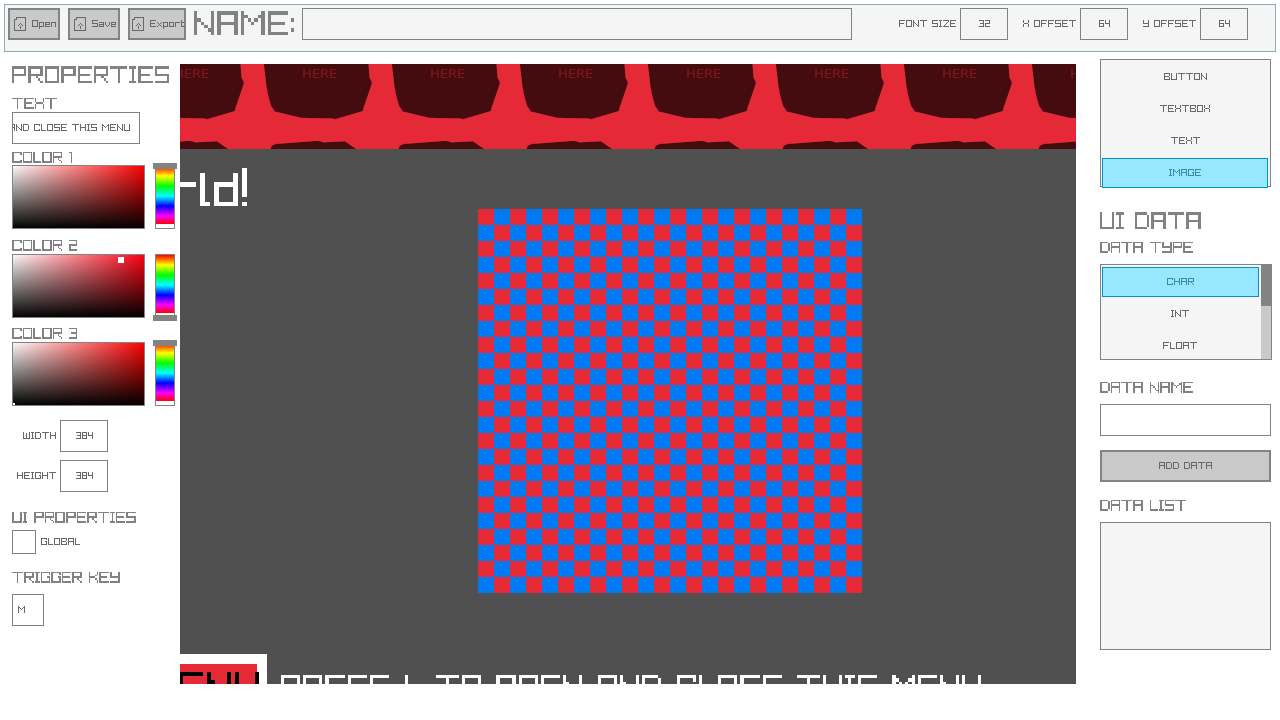 Open Save Export NAME: FONT SIZE 32 X OFFSET 64 Y OFFSET 64
PROPERTIES
TEXT
AND CLOSE THIS MENU
COLOR 1
COLOR 2
COLOR 3
WIDTH 384
HEIGHT 384
UI PROPERTIES
GLOBAL
TRIGGER KEY
M
HERE HERE HERE HERE HERE HERE HERE
rld!
PRESS L TO OPEN AND CLOSE THIS MENU
BUTTON
TEXTBOX
TEXT
IMAGE
UI DATA
DATA TYPE
CHAR
INT
FLOAT
DATA NAME
ADD DATA
DATA LIST